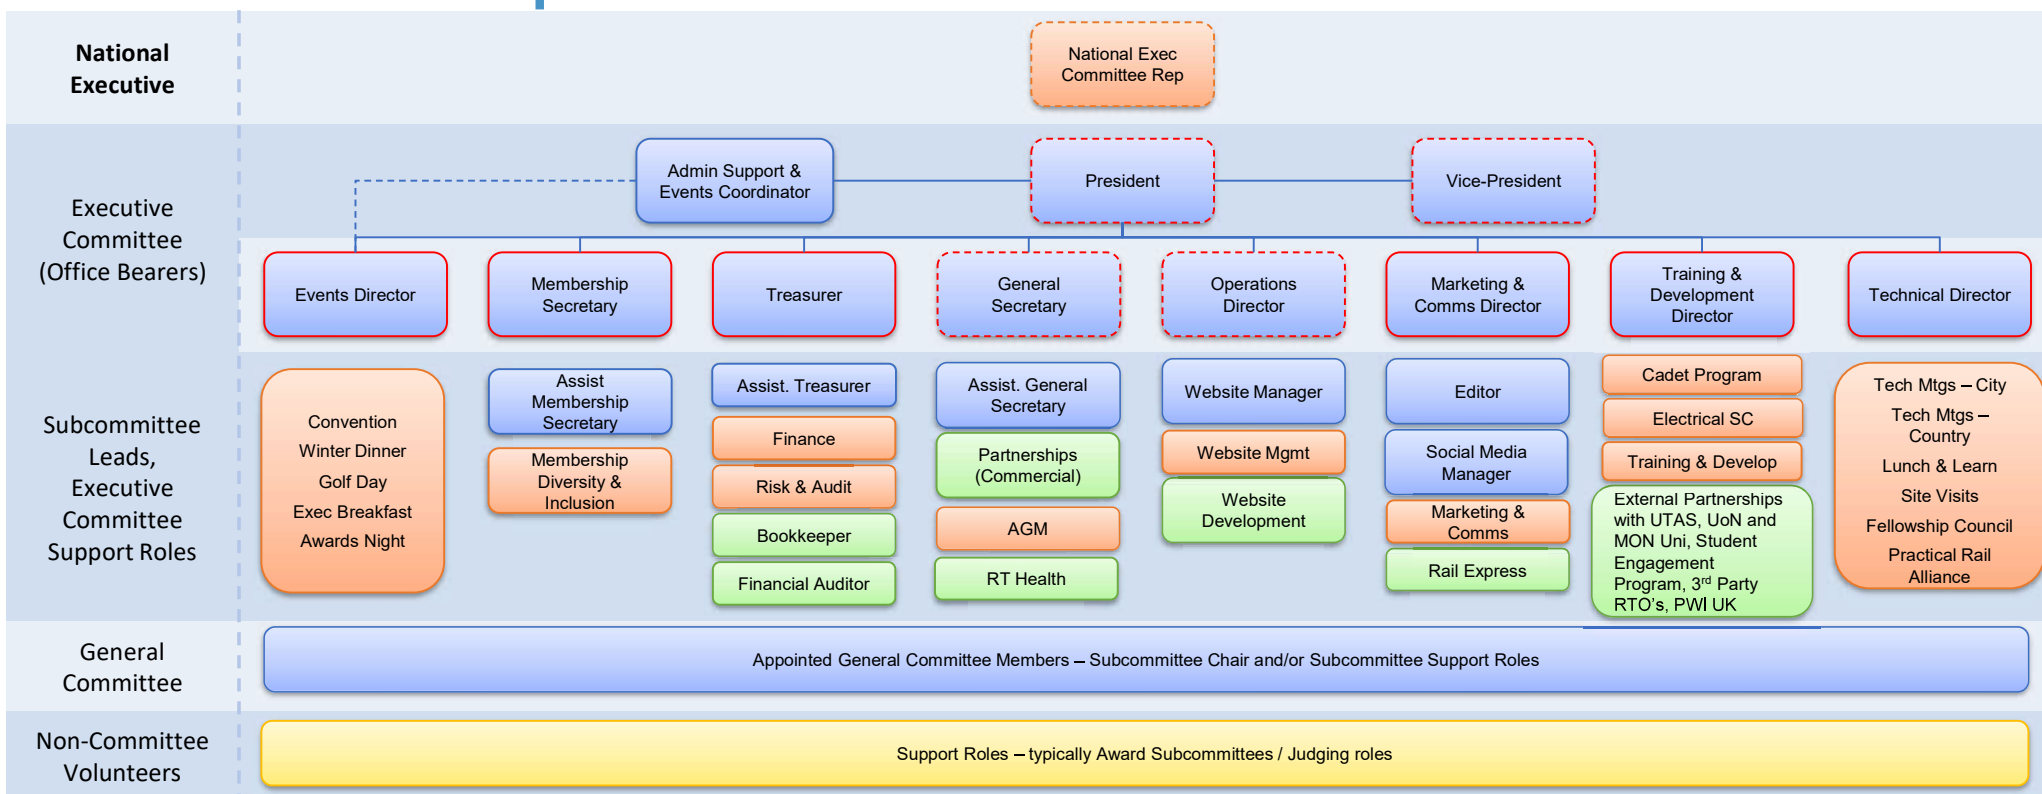 National
Executive
National Exec
Committee Rep
Executive
Committee
(Office Bearers)
Admin Support &
Events Coordinator
President
Vice-President
Events Director
Membership
Secretary
Treasurer
General
Secretary
Operations
Director
Marketing &
Comms Director
Training &
Development
Director
Technical Director
Subcommittee
Leads,
Executive
Committee
Support Roles
Convention
Winter Dinner
Golf Day
Exec Breakfast
Awards Night
Assist
Membership
Secretary
Membership
Diversity &
Inclusion
Assist. Treasurer
Finance
Risk & Audit
Bookkeeper
Financial Auditor
Assist. General
Secretary
Partnerships
(Commercial)
AGM
RT Health
Website Manager
Website Mgmt
Website
Development
Editor
Social Media
Manager
Marketing &
Comms
Rail Express
Cadet Program
Electrical SC
Training & Develop
External Partnerships
with UTAS, UoN and
MON Uni, Student
Engagement
Program, 3rd Party
RTO's, PWI UK
Tech Mtgs – City
Tech Mtgs –
Country
Lunch & Learn
Site Visits
Fellowship Council
Practical Rail
Alliance
General
Committee
Appointed General Committee Members – Subcommittee Chair and/or Subcommittee Support Roles
Non-Committee
Volunteers
Support Roles – typically Award Subcommittees / Judging roles